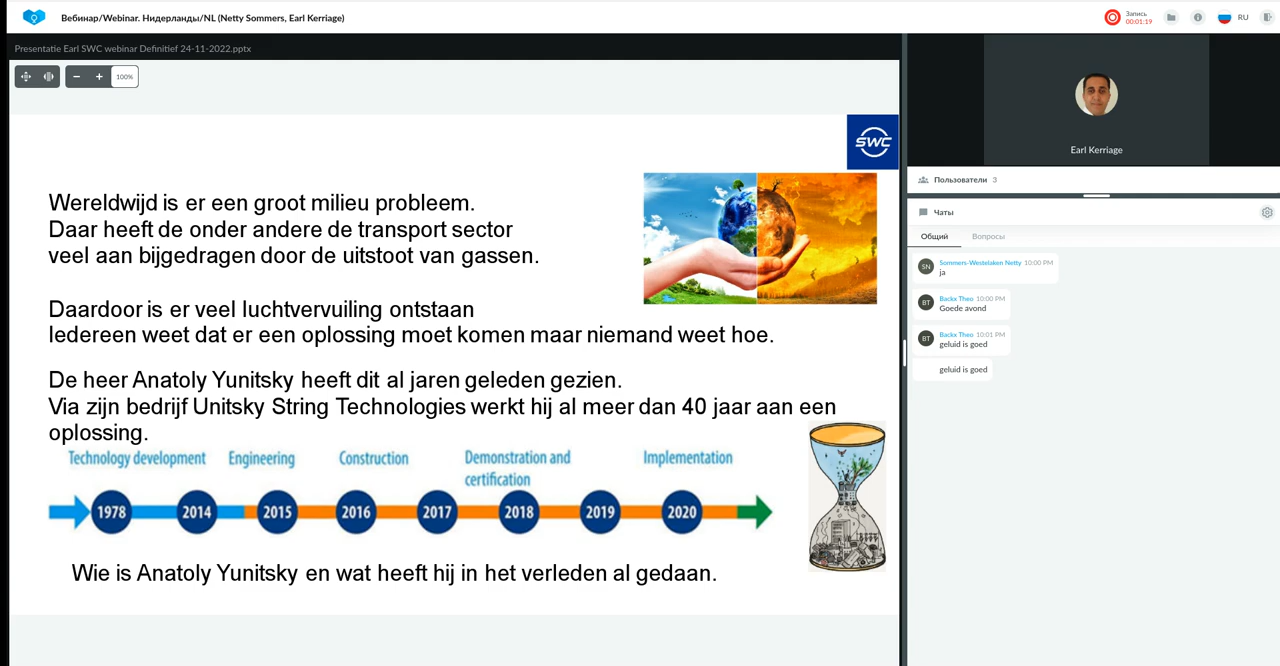 Вебинар/Webinar. Нидерланды/NL (Netty Sommers, Earl Kerriage)
Запись
00:01:19
RU
Presentatie Earl SWC webinar Definitief 24-11-2022.pptx
100%
SWC
Wereldwijd is er een groot milieu probleem.
Daar heeft de onder andere de transport sector
veel aan bijgedragen door de uitstoot van gassen.
Daardoor is er veel luchtvervuiling ontstaan
Iedereen weet dat er een oplossing moet komen maar niemand weet hoe.
De heer Anatoly Yunitsky heeft dit al jaren geleden gezien.
Via zijn bedrijf Unitsky String Technologies werkt hij al meer dan 40 jaar aan een
oplossing.
Technology development Engineering Construction Demonstration and Implementation
certification
1978 2014 2015 2016 2017 2018 2019 2020
Wie is Anatoly Yunitsky en wat heeft hij in het verleden al gedaan.
Earl Kerriage
Пользователи 3
Чаты
Общий Вопросы
SN Sommers-Westelaken Netty 10:00 PM
ja
BT Backx Theo 10:00 PM
Goede avond
BT Backx Theo 10:01 PM
geluid is goed
geluid is goed